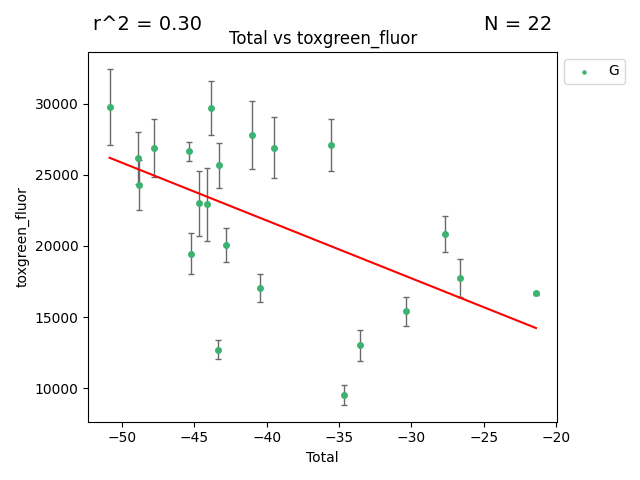 r^2 = 0.30
N = 22
Total vs toxgreen_fluor
G
30000
25000
20000
15000
10000
toxgreen_fluor
−50
−45
−40
−35
−30
−25
−20
Total